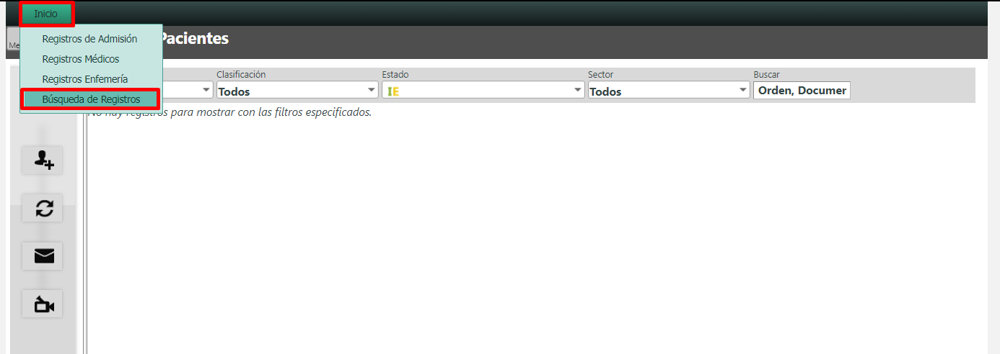 Inicio
Registros de Admisión
Registros Médicos
Registros Enfemería
Búsqueda de Registros
Me
Pacientes
Clasificación
Estado
Sector
Buscar
Todos
IE
Todos
Orden, Documer
No hay registros para mostrar con las filtros especificados.